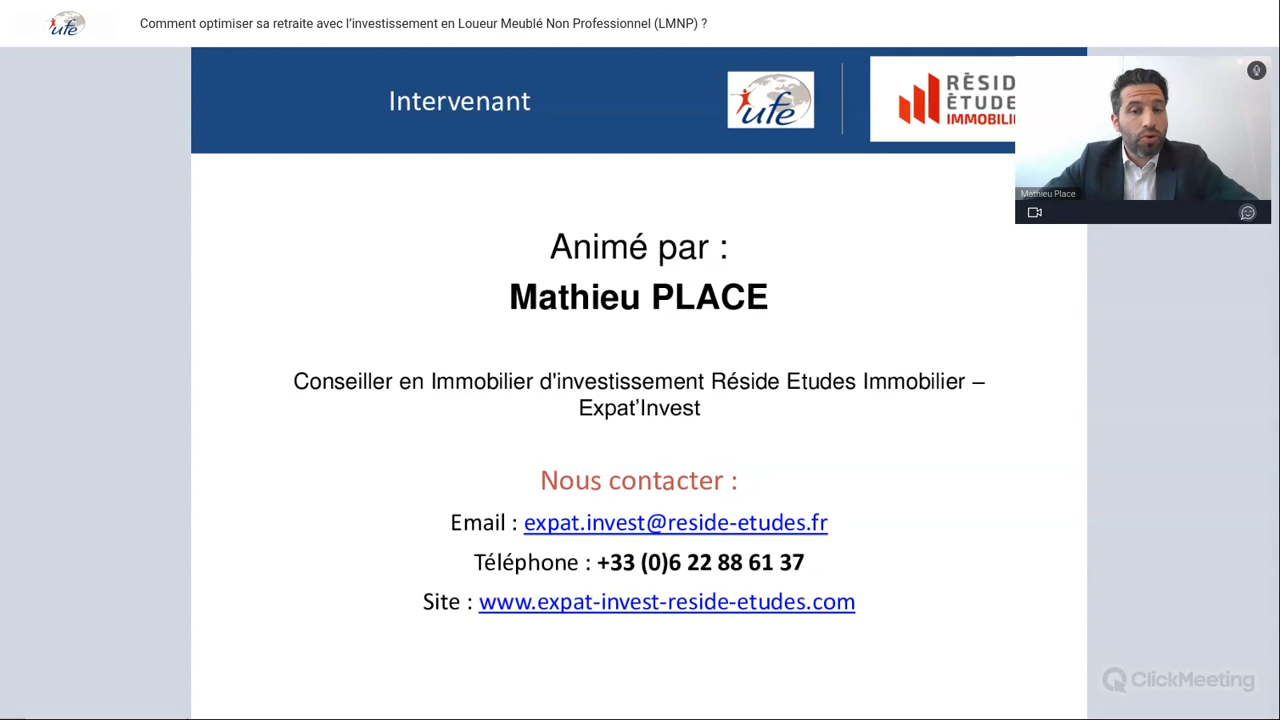 ufe
Comment optimiser sa retraite avec l’investissement en Loueur Meublé Non Professionnel (LMNP) ?
Intervenant
ufe
RÉSID
ÉTUDE
IMMOBILI
Mathieu Place
Animé par :
Mathieu PLACE
Conseiller en Immobilier d'investissement Réside Etudes Immobilier –
Expat’Invest
Nous contacter :
Email : expat.invest@reside-etudes.fr
Téléphone : +33 (0)6 22 88 61 37
Site : www.expat-invest-reside-etudes.com
ClickMeeting